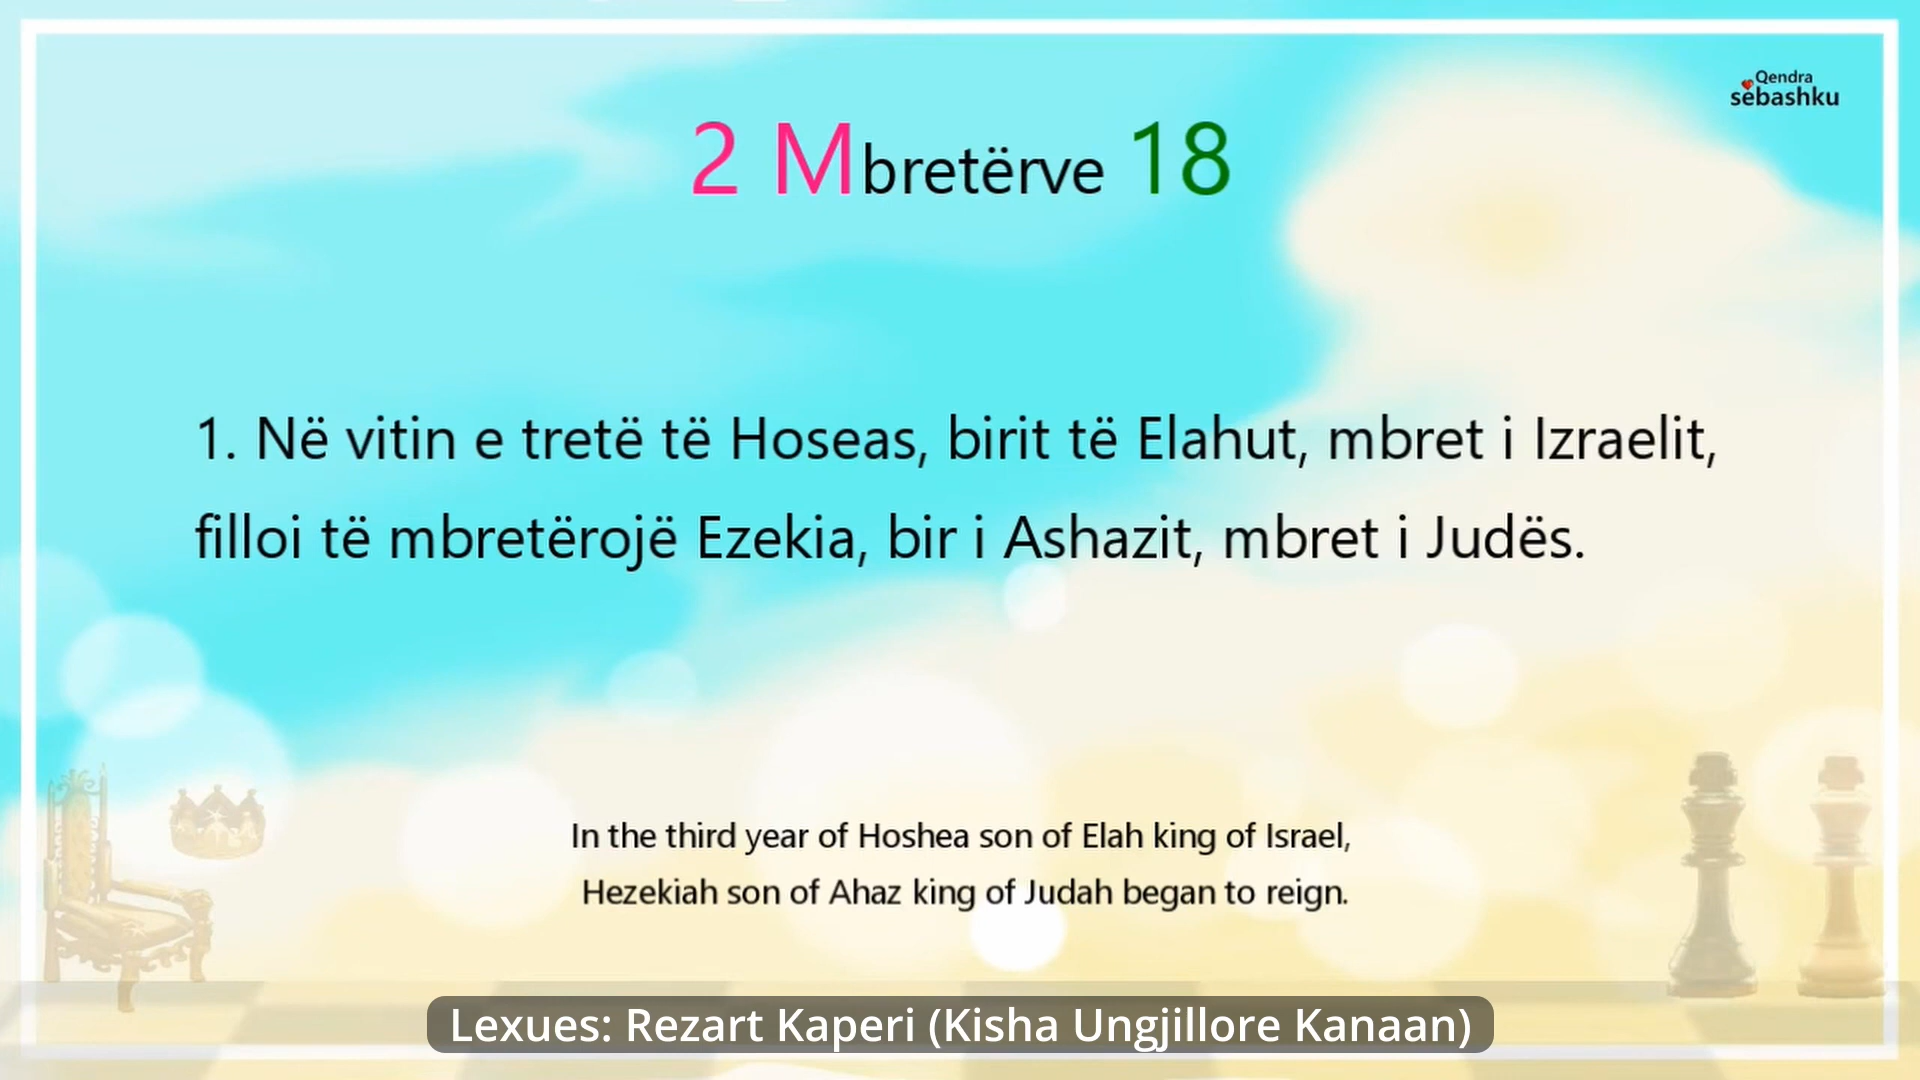 Qendra
sëbashku
2 Mbretërve 18
1. Në vitin e tretë të Hoseas, birit të Elahut, mbret i Izraelit,
filloi të mbretërojë Ezekia, bir i Ashazit, mbret i Judës.
In the third year of Hoshea son of Elah king of Israel,
Hezekiah son of Ahaz king of Judah began to reign.
Lexues: Rezart Kaperi (Kisha Ungjillore Kanaan)